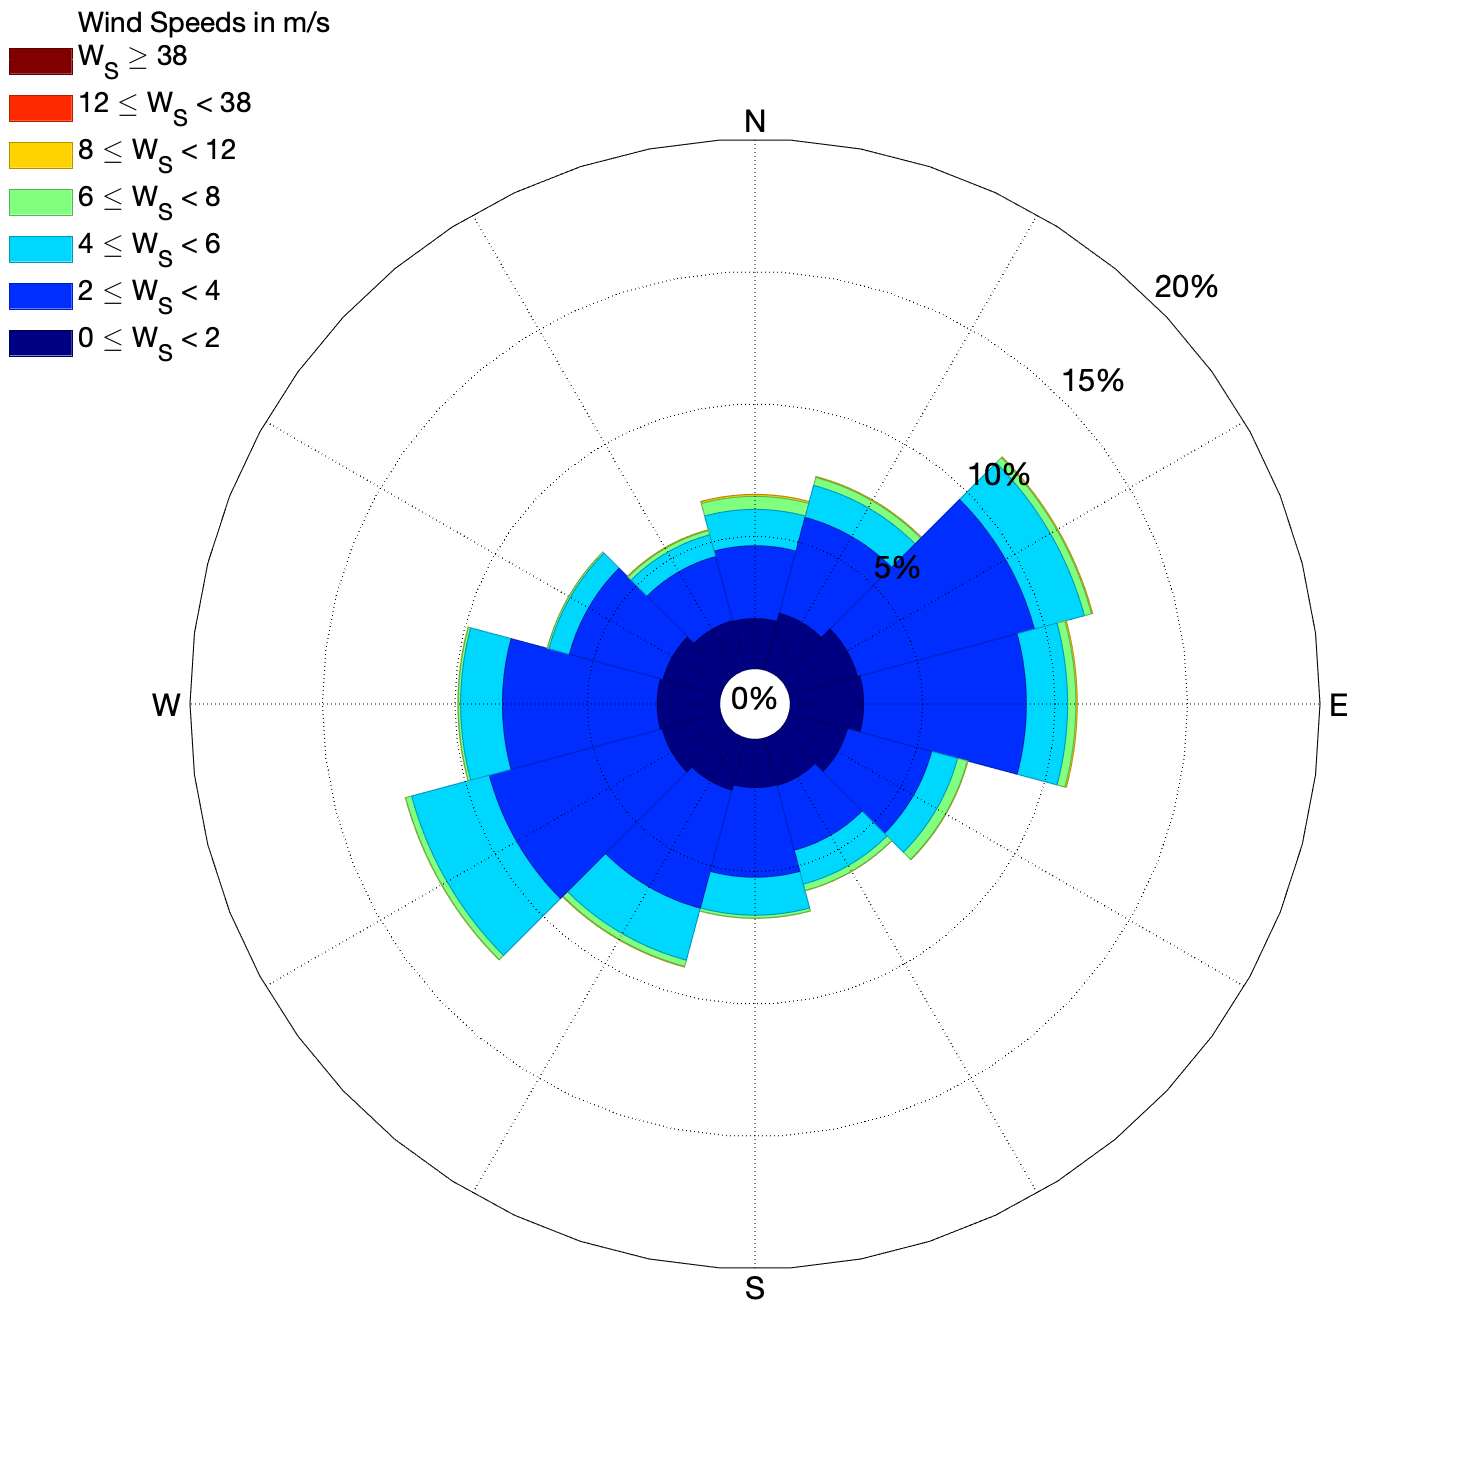 Wind Speeds in m/s
W_S ≥ 38
12 ≤ W_S < 38
8 ≤ W_S < 12
6 ≤ W_S < 8
4 ≤ W_S < 6
2 ≤ W_S < 4
0 ≤ W_S < 2
N
20%
15%
10%
5%
W
0%
E
S